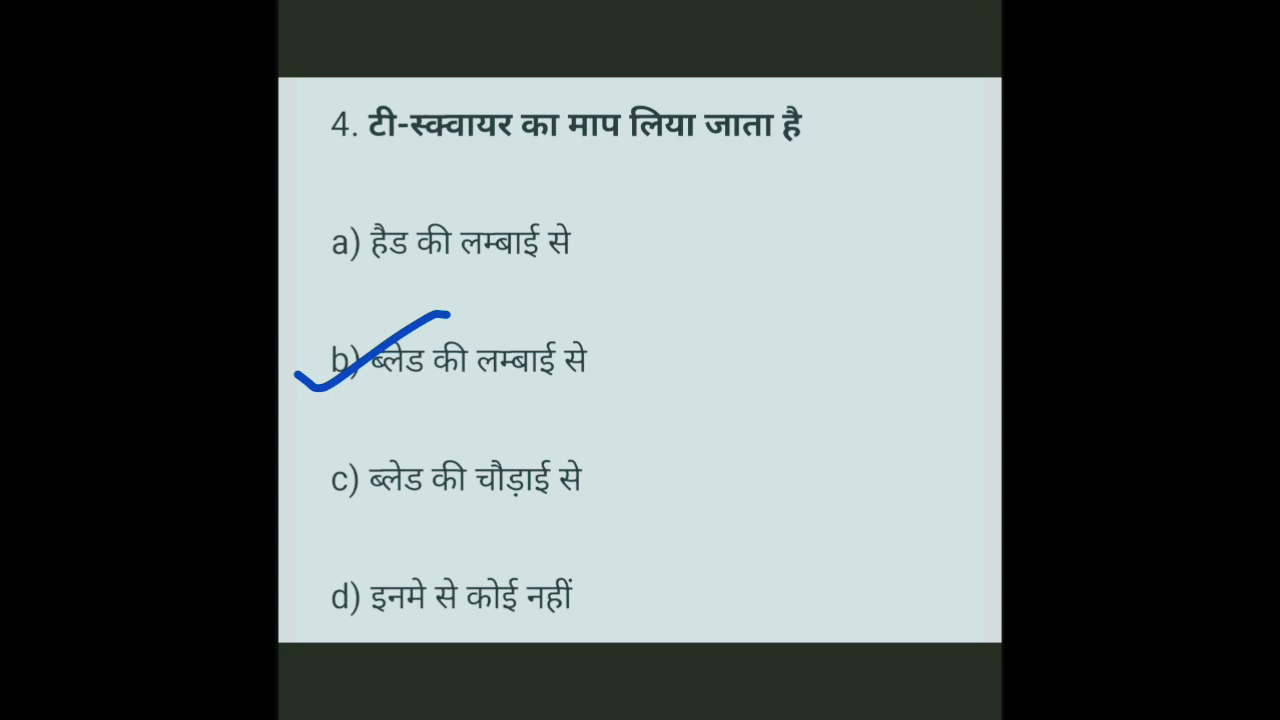 4. टी-स्क्वायर का माप लिया जाता है
a) हैड की लम्बाई से
b) ब्लेड की लम्बाई से
c) ब्लेड की चौड़ाई से
d) इनमे से कोई नहीं